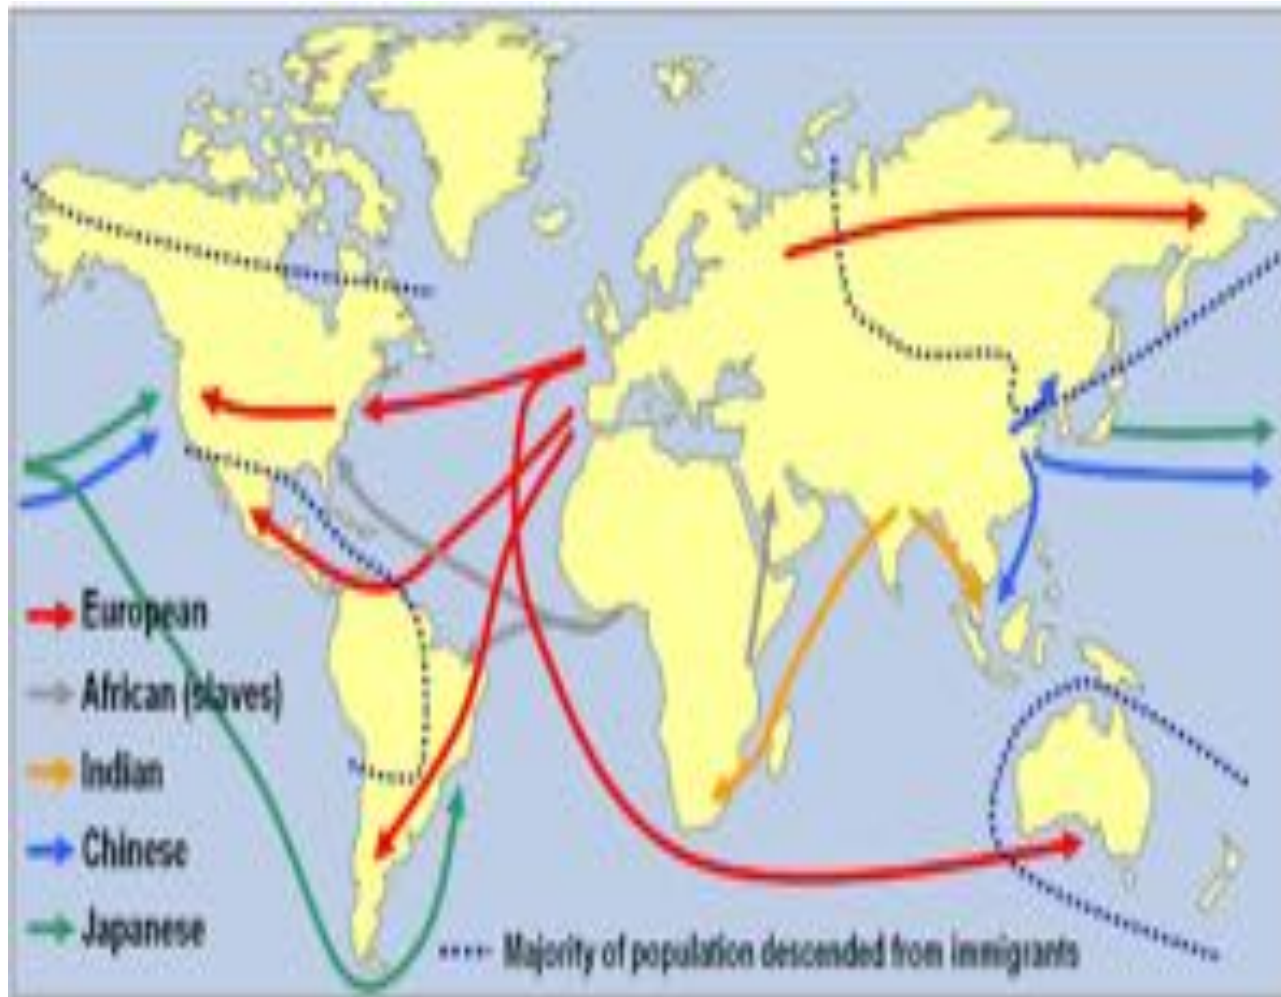 European
African (slaves)
Indian
Chinese
Japanese
Majority of population descended from immigrants